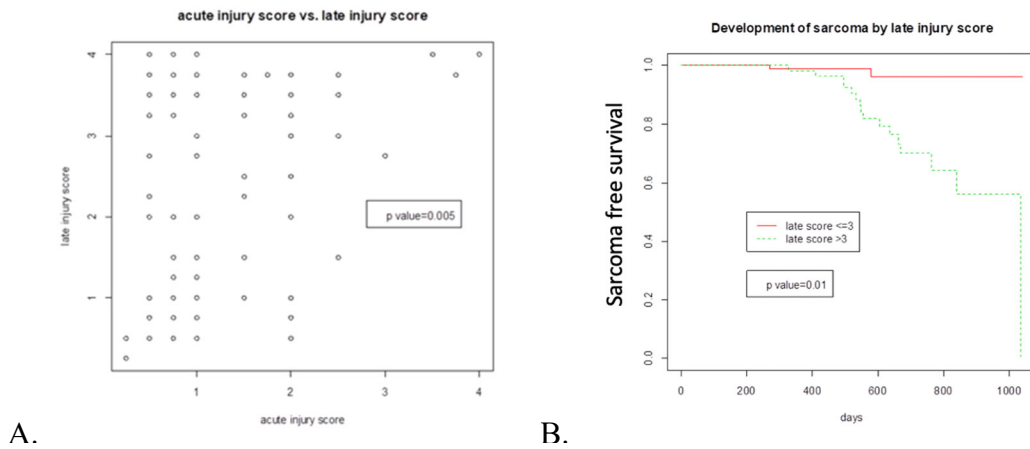 acute injury score vs. late injury score
late injury score
4
3
2
1
p value=0.005
1 2 3 4
acute injury score
A.
Development of sarcoma by late injury score
Sarcoma free survival
1.0
0.8
0.6
0.4
0.2
0.0
late score <=3
late score >3
p value=0.01
0 200 400 600 800 1000
days
B.